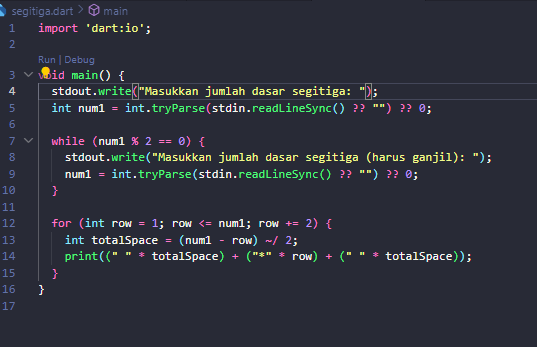 segitiga.dart > main
1 import 'dart:io';
2
Run | Debug
3 void main() {
4 stdout.write("Masukkan jumlah dasar segitiga: ");
5 int num1 = int.tryParse(stdin.readLineSync() ?? "") ?? 0;
6
7 while (num1 % 2 == 0) {
8 stdout.write("Masukkan jumlah dasar segitiga (harus ganjil): ");
9 num1 = int.tryParse(stdin.readLineSync() ?? "") ?? 0;
10 }
11
12 for (int row = 1; row <= num1; row += 2) {
13 int totalSpace = (num1 - row) ~/ 2;
14 print((" " * totalSpace) + ("*" * row) + (" " * totalSpace));
15 }
16 }
17